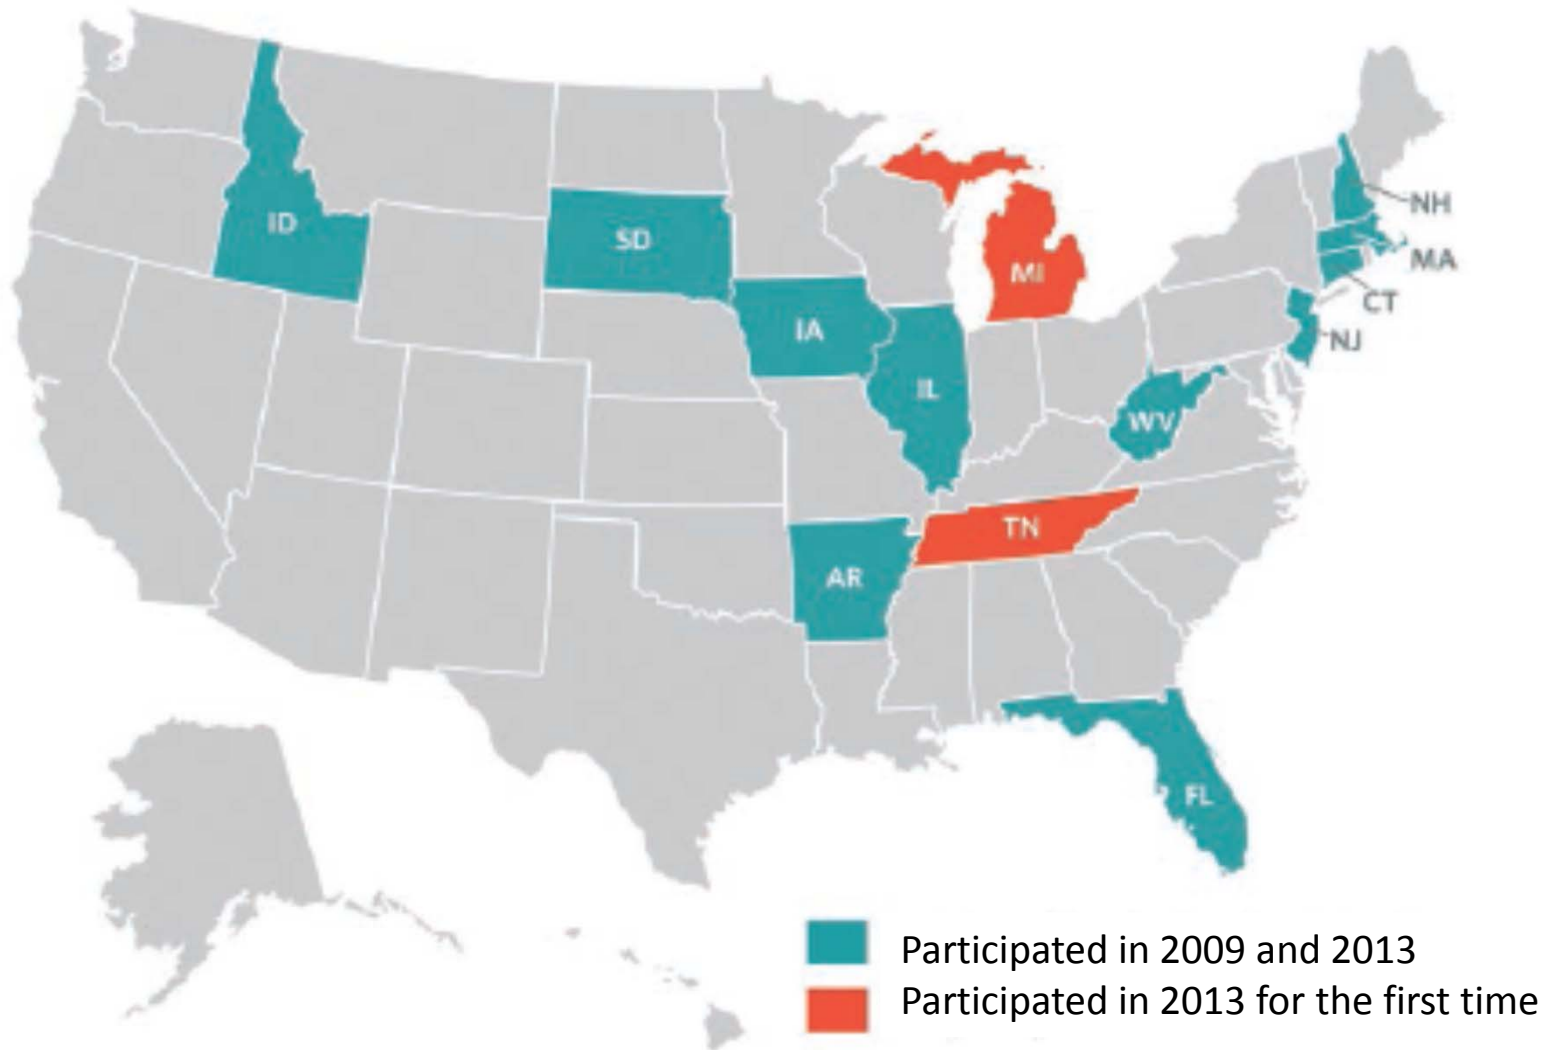 NH
ID
SD
MA
MI
CT
IA
NJ
IL
WV
TN
AR
FL
Participated in 2009 and 2013
Participated in 2013 for the first time